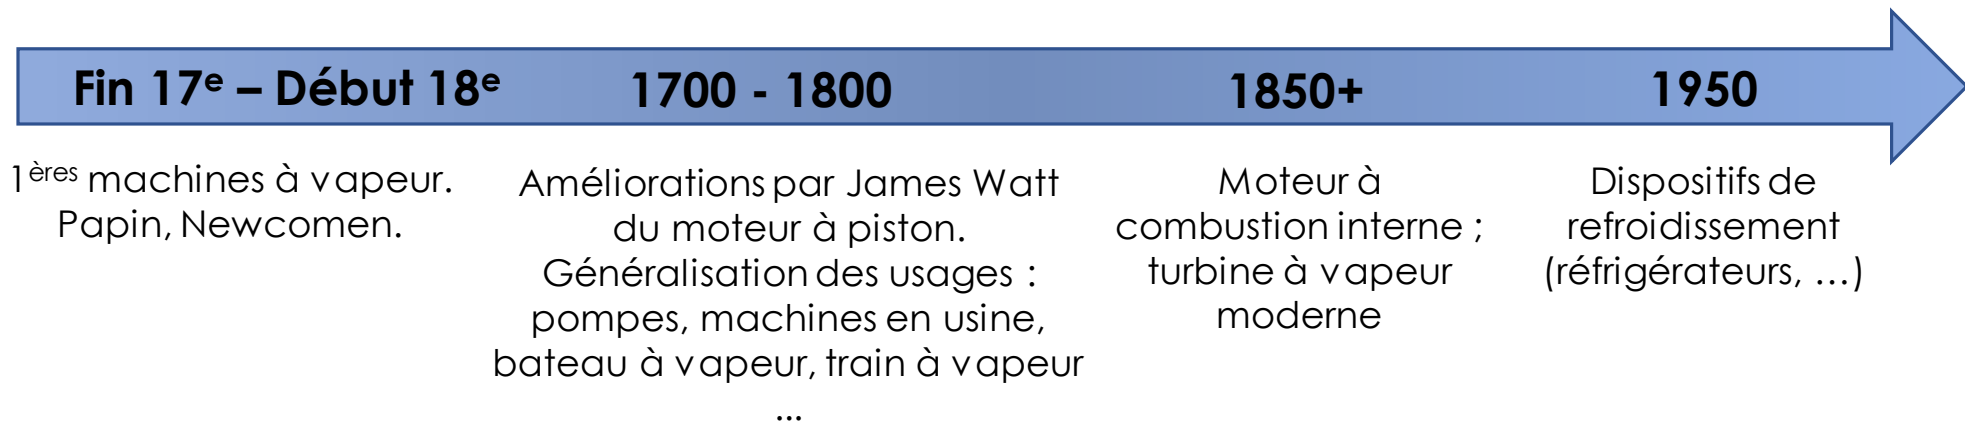 Fin 17e – Début 18e
1ères machines à vapeur.
Papin, Newcomen.
1700 - 1800
Améliorations par James Watt
du moteur à piston.
Généralisation des usages :
pompes, machines en usine,
bateau à vapeur, train à vapeur
...
1850+
Moteur à
combustion interne ;
turbine à vapeur
moderne
1950
Dispositifs de
refroidissement
(réfrigérateurs, …)